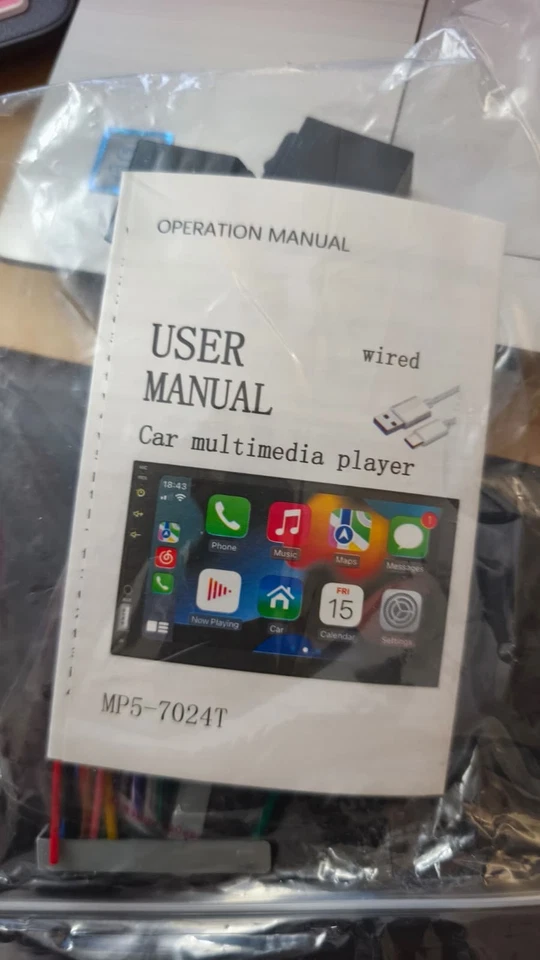 OPERATION MANUAL
USER
MANUAL
wired
Car multimedia player
18:43
1
Phone
Music
Maps
Messages
FRI
15
Now Playing
Car
Calendar
Settings
MP5-7024T